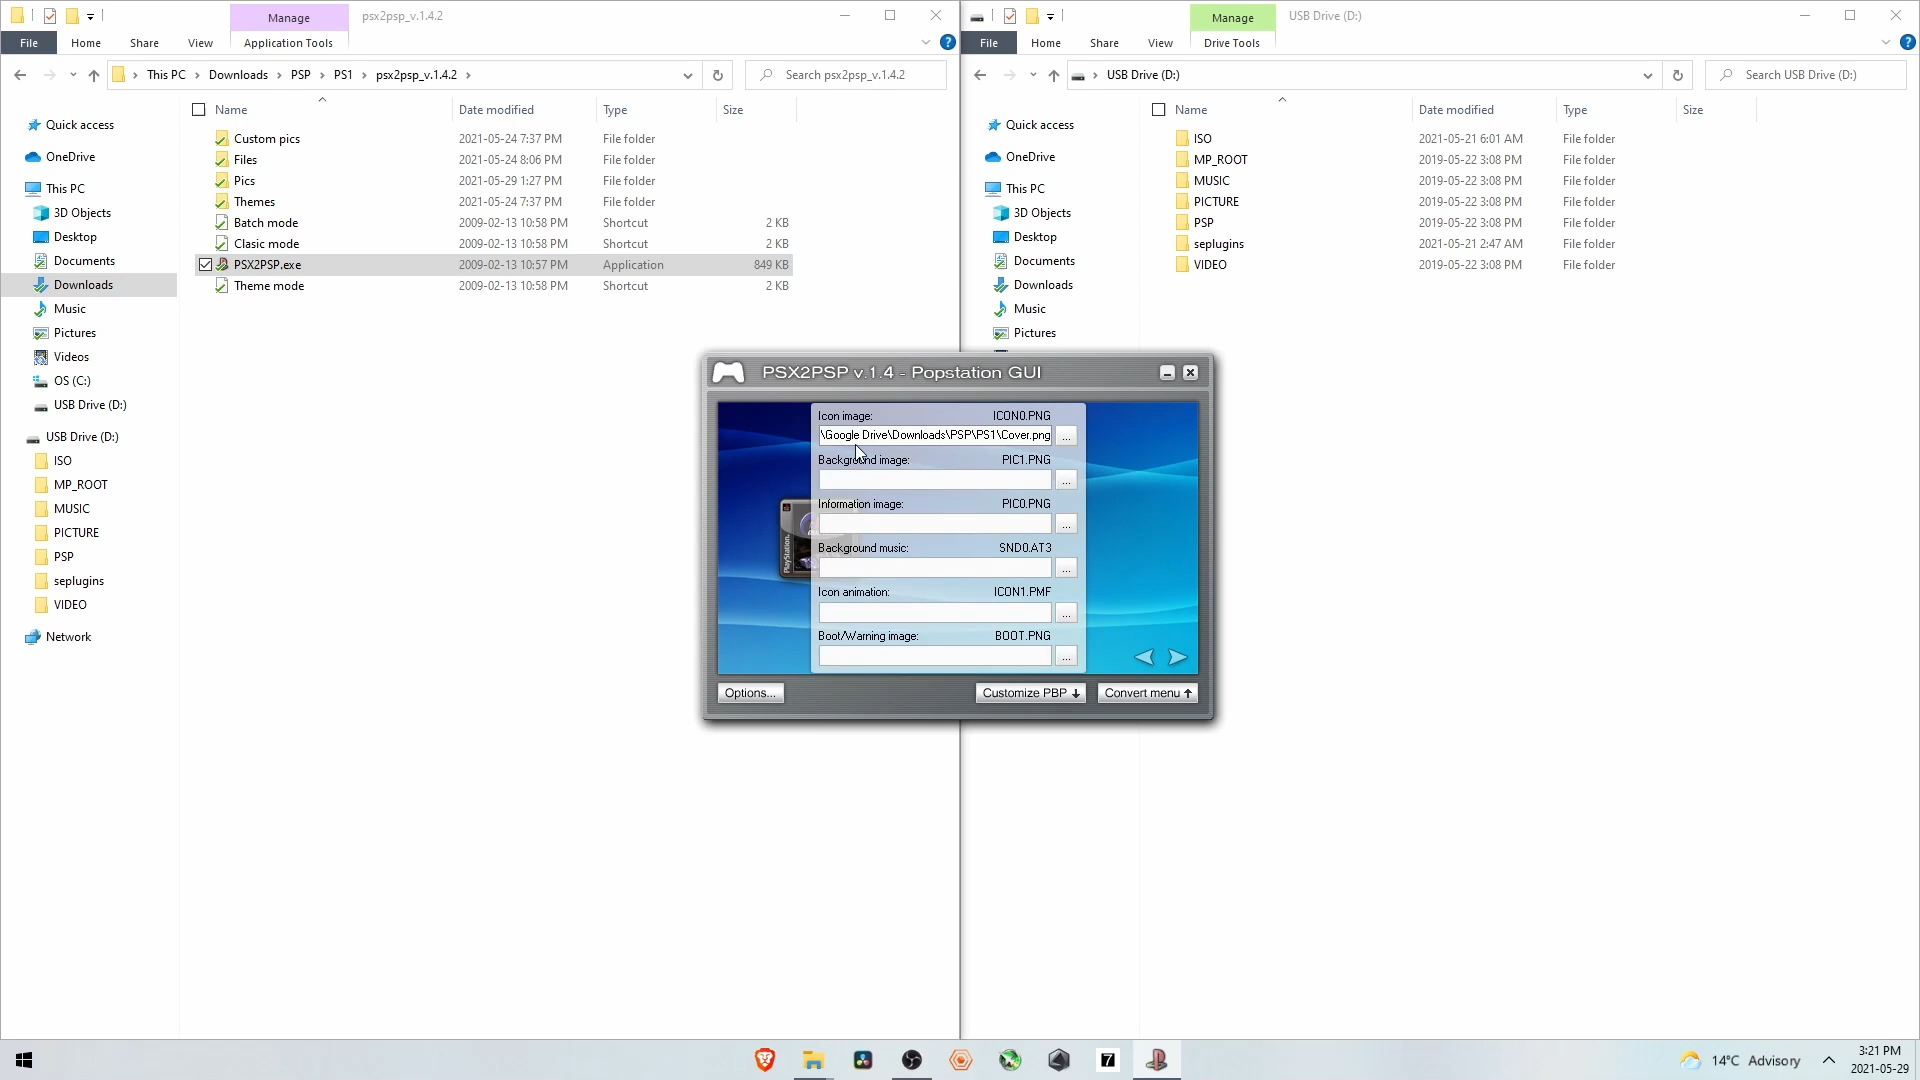 Manage
psx2psp_v.1.4.2
File
Home
Share
View
Application Tools
This PC
Downloads
PSP
PS1
psx2psp_v.1.4.2
Search psx2psp_v.1.4.2
Name
Date modified
Type
Size
Quick access
OneDrive
This PC
3D Objects
Desktop
Documents
Downloads
Music
Pictures
Videos
OS (C:)
USB Drive (D:)
USB Drive (D:)
ISO
MP_ROOT
MUSIC
PICTURE
PSP
seplugins
VIDEO
Network
Custom pics 2021-05-24 7:37 PM File folder
Files 2021-05-24 8:06 PM File folder
Pics 2021-05-29 1:27 PM File folder
Themes 2021-05-24 7:37 PM File folder
Batch mode 2009-02-13 10:58 PM Shortcut 2 KB
Clasic mode 2009-02-13 10:58 PM Shortcut 2 KB
PSX2PSP.exe 2009-02-13 10:57 PM Application 849 KB
Theme mode 2009-02-13 10:58 PM Shortcut 2 KB
Manage
USB Drive (D:)
File
Home
Share
View
Drive Tools
USB Drive (D:)
Search USB Drive (D:)
Name
Date modified
Type
Size
Quick access
OneDrive
This PC
3D Objects
Desktop
Documents
Downloads
Music
Pictures
ISO 2021-05-21 6:01 AM File folder
MP_ROOT 2019-05-22 3:08 PM File folder
MUSIC 2019-05-22 3:08 PM File folder
PICTURE 2019-05-22 3:08 PM File folder
PSP 2019-05-22 3:08 PM File folder
seplugins 2021-05-21 2:47 AM File folder
VIDEO 2019-05-22 3:08 PM File folder
PSX2PSP v.1.4 - Popstation GUI
Icon image: ICON0.PNG
\Google Drive\Downloads\PSP\PS1\Cover.png ...
Background image: PIC1.PNG
...
Information image: PIC0.PNG
...
Background music: SND0.AT3
...
Icon animation: ICON1.PMF
...
Boot/Warning image: BOOT.PNG
...
PlayStation.
Options...
Customize PBP
Convert menu
7
14°C Advisory
3:21 PM
2021-05-29